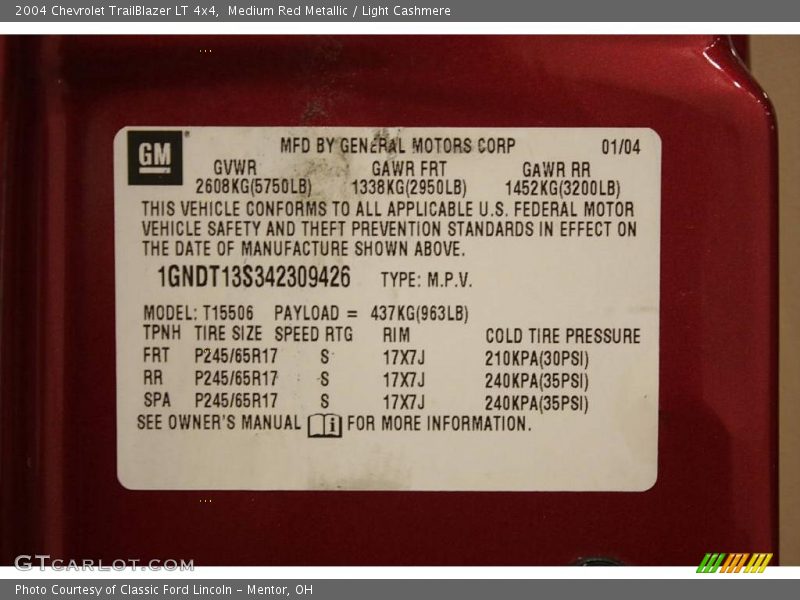 2004 Chevrolet TrailBlazer LT 4x4,  Medium Red Metallic / Light Cashmere
GM
MFD BY GENERAL MOTORS CORP 01/04
GVWR GAWR FRT GAWR RR
2608KG(5750LB) 1338KG(2950LB) 1452KG(3200LB)
THIS VEHICLE CONFORMS TO ALL APPLICABLE U.S. FEDERAL MOTOR
VEHICLE SAFETY AND THEFT PREVENTION STANDARDS IN EFFECT ON
THE DATE OF MANUFACTURE SHOWN ABOVE.
1GNDT13S342309426 TYPE: M.P.V.
MODEL: T15506 PAYLOAD = 437KG(963LB)
TPNH TIRE SIZE SPEED RTG RIM COLD TIRE PRESSURE
FRT P245/65R17 S 17X7J 210KPA(30PSI)
RR P245/65R17 S 17X7J 240KPA(35PSI)
SPA P245/65R17 S 17X7J 240KPA(35PSI)
SEE OWNER'S MANUAL i FOR MORE INFORMATION.
GTCARLOT.COM
Photo Courtesy of Classic Ford Lincoln - Mentor, OH